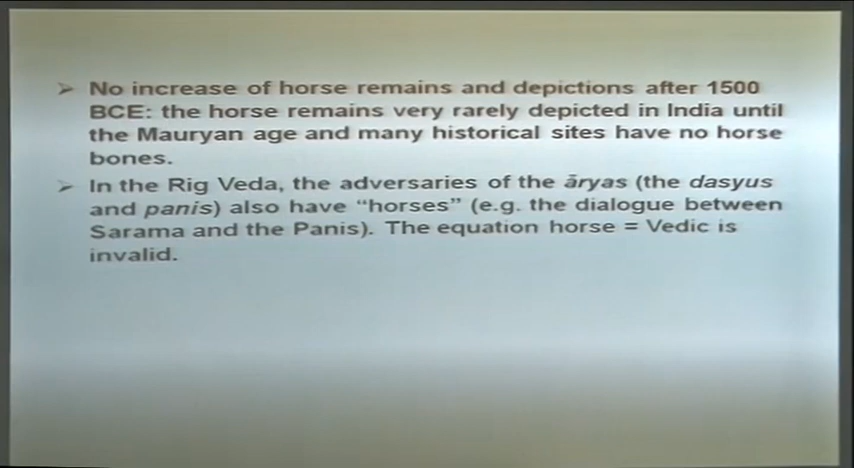 ➢ No increase of horse remains and depictions after 1500
BCE: the horse remains very rarely depicted in India until
the Mauryan age and many historical sites have no horse
bones.
➢ In the Rig Veda, the adversaries of the āryas (the dasyus
and panis) also have “horses” (e.g. the dialogue between
Sarama and the Panis). The equation horse = Vedic is
invalid.